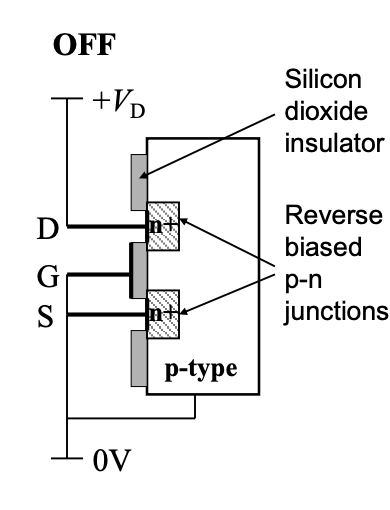 OFF
+V_D
Silicon
dioxide
insulator
Reverse
biased
p-n
junctions
D
n+
G
S
n+
p-type
0V